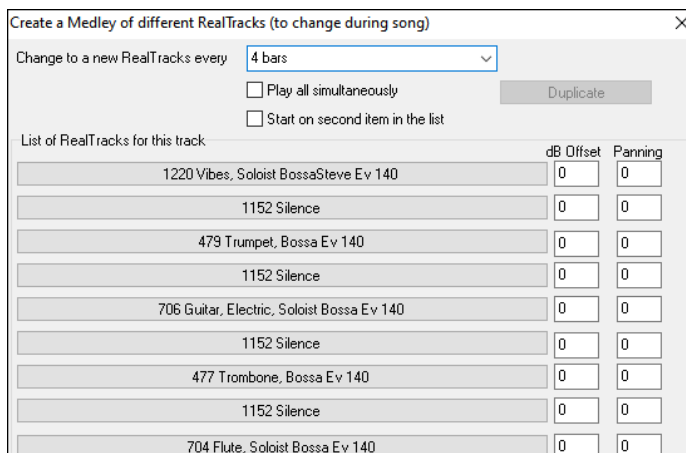 Create a Medley of different RealTracks (to change during song)
Change to a new RealTracks every 4 bars
Play all simultaneously Duplicate
Start on second item in the list
List of RealTracks for this track
dB Offset Panning
1220 Vibes, Soloist BossaSteve Ev 140 0 0
1152 Silence 0 0
479 Trumpet, Bossa Ev 140 0 0
1152 Silence 0 0
706 Guitar, Electric, Soloist Bossa Ev 140 0 0
1152 Silence 0 0
477 Trombone, Bossa Ev 140 0 0
1152 Silence 0 0
704 Flute, Soloist Bossa Ev 140 0 0